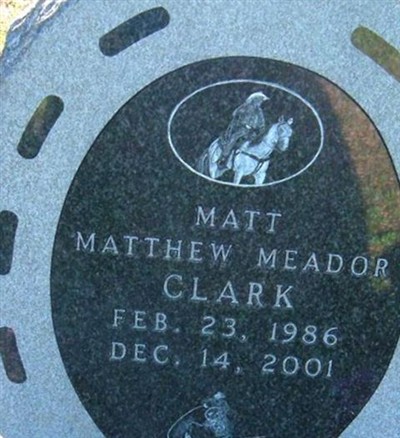 MATT
MATTHEW MEADOR
CLARK
FEB. 23, 1986
DEC. 14, 2001